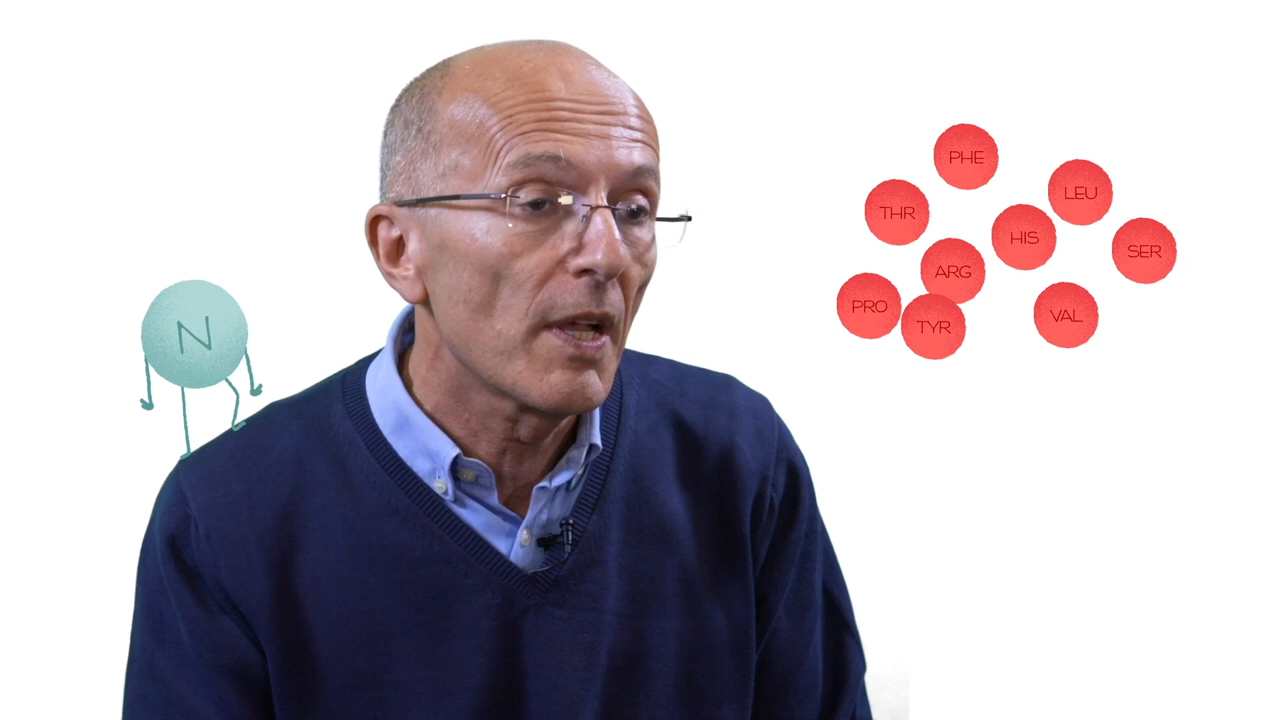 N
PHE
LEU
THR
HIS
SER
ARG
PRO
TYR
VAL